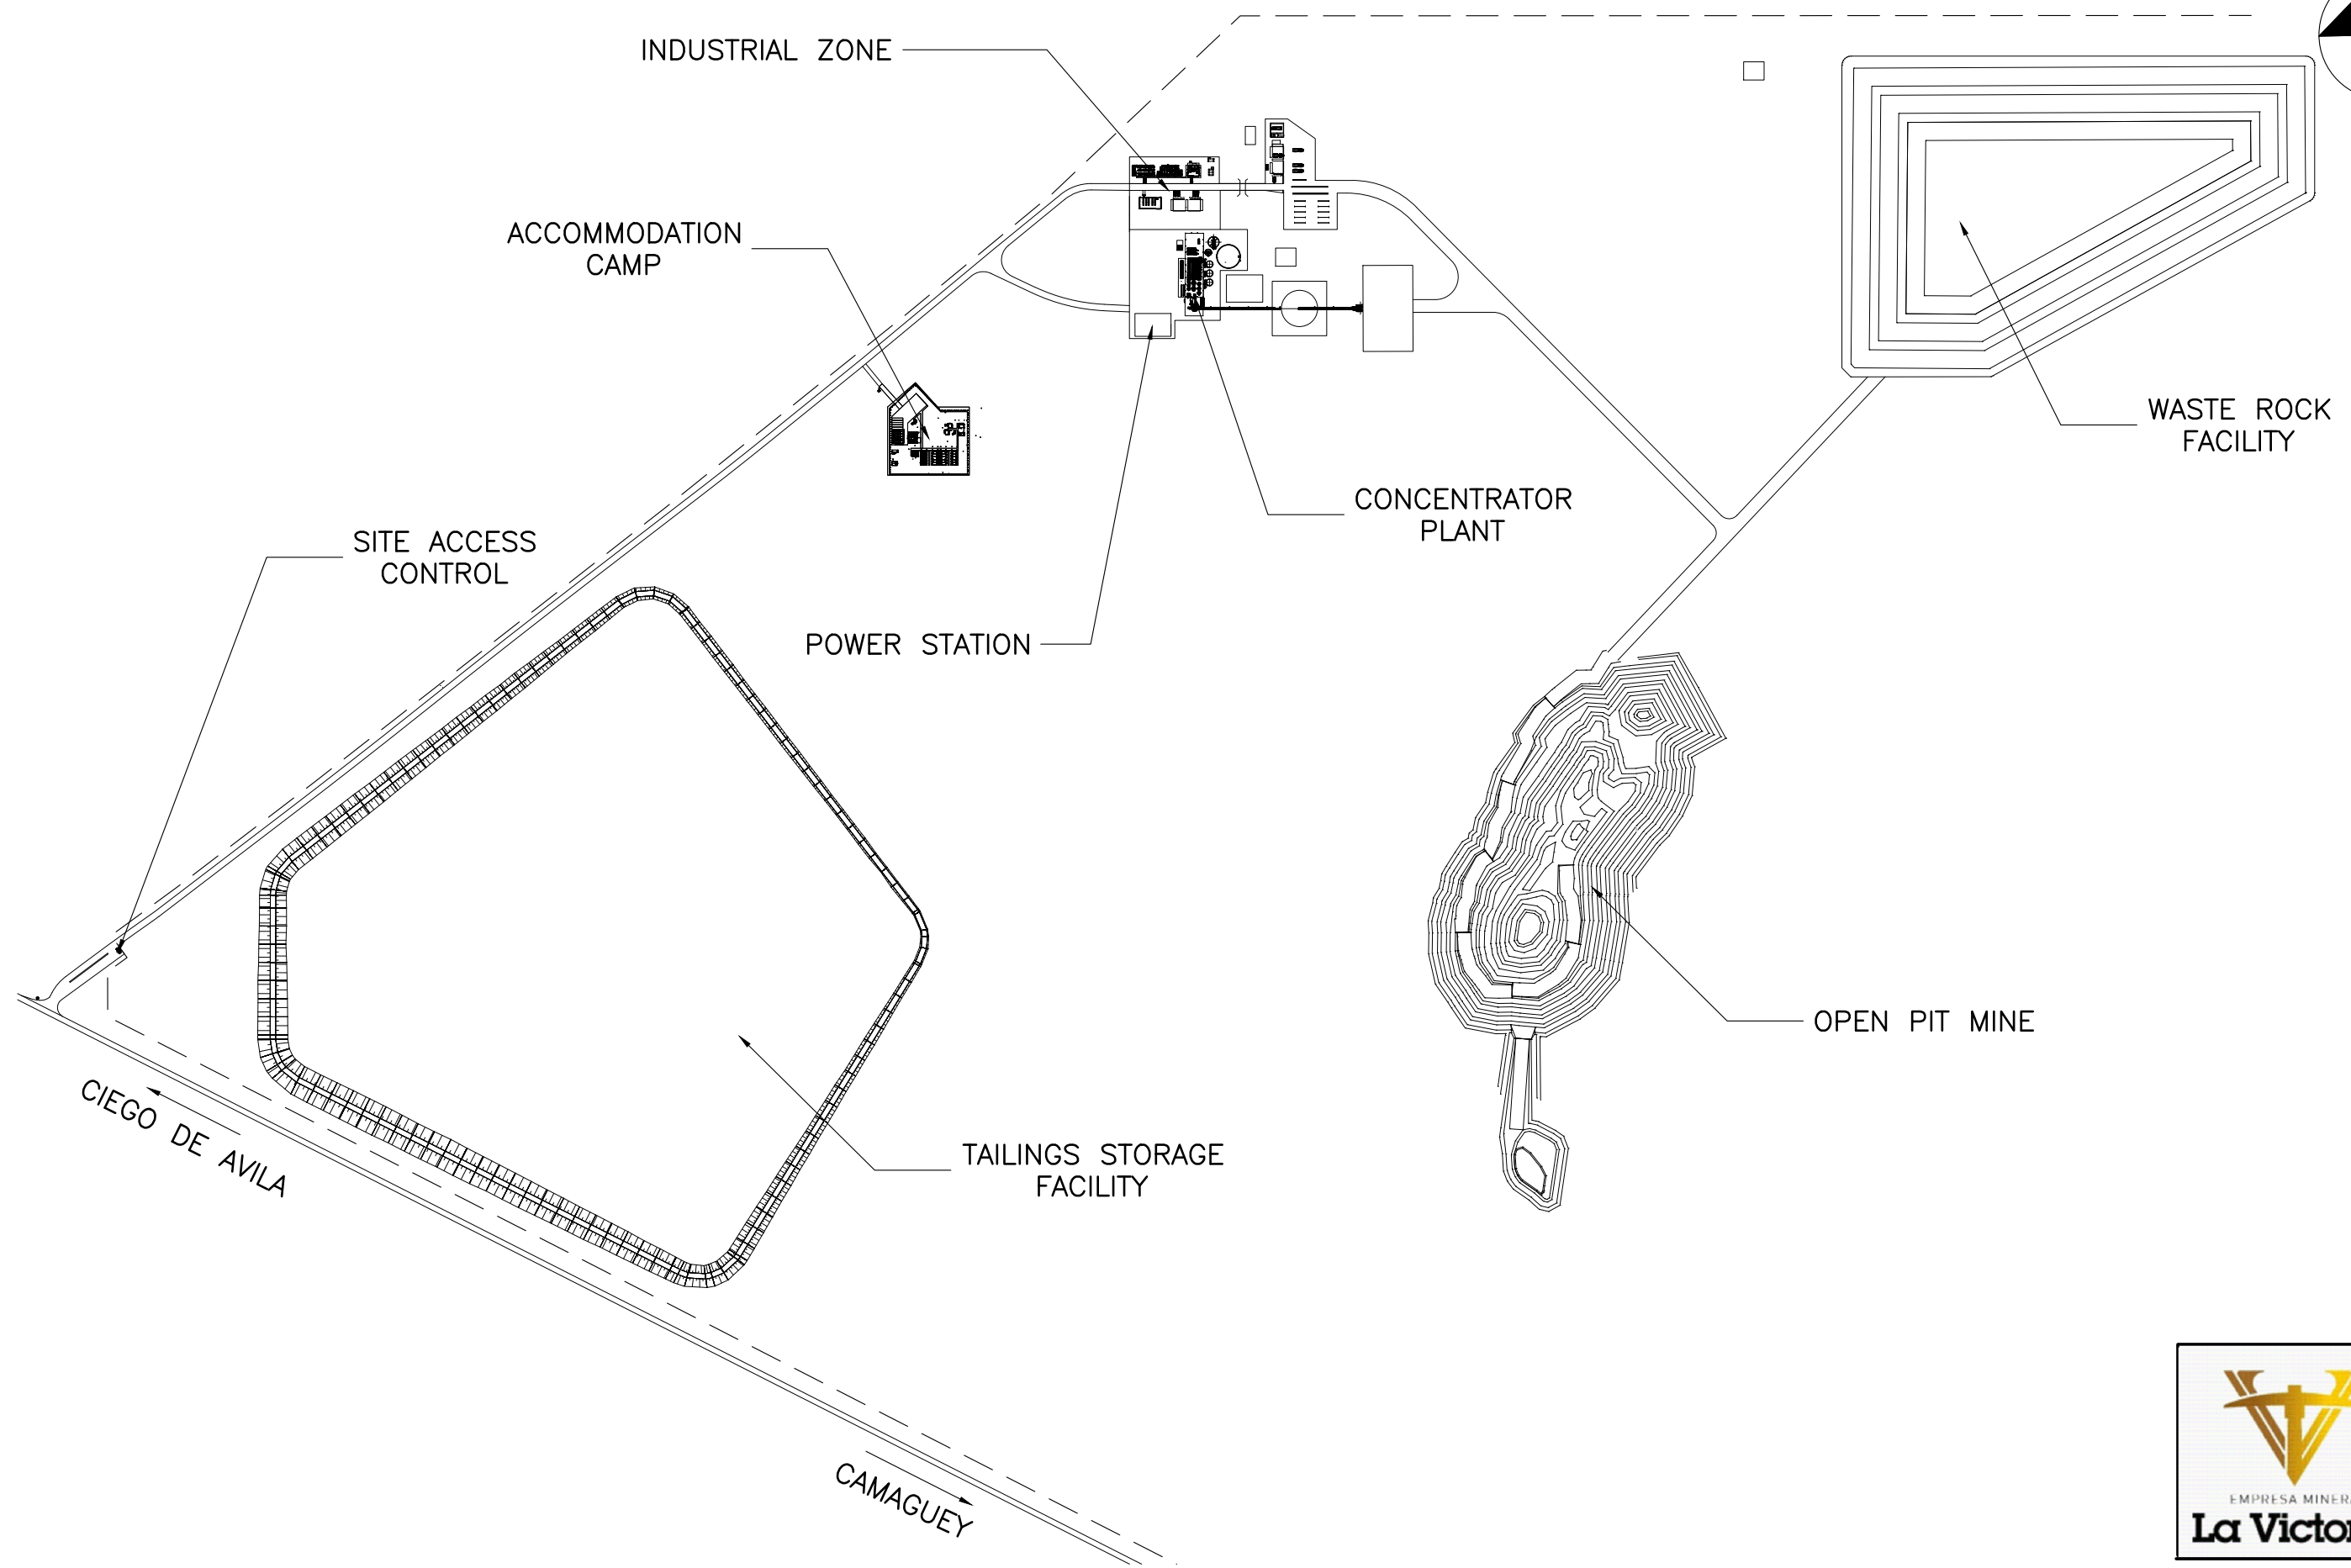 INDUSTRIAL ZONE
ACCOMMODATION
CAMP
WASTE ROCK
FACILITY
CONCENTRATOR
PLANT
SITE ACCESS
CONTROL
POWER STATION
OPEN PIT MINE
CIEGO DE AVILA
TAILINGS STORAGE
FACILITY
CAMAGUEY
EMPRESA MINER
La Victo